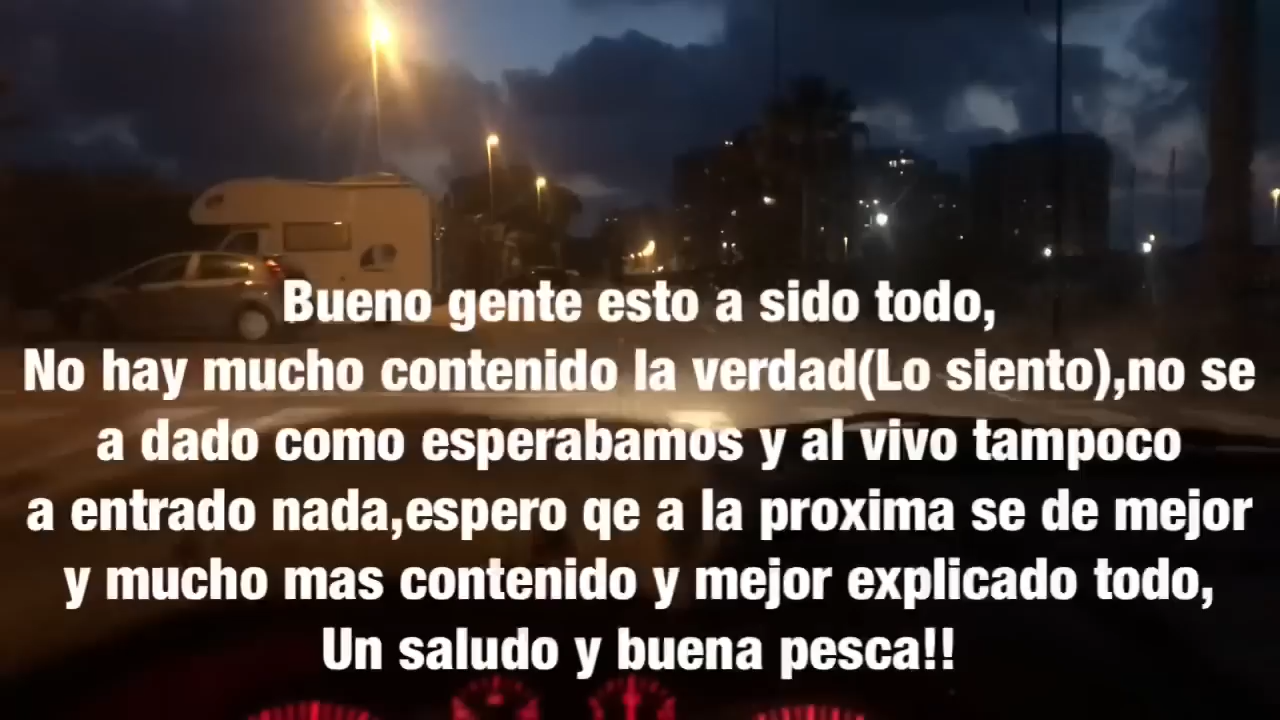 Bueno gente esto a sido todo,
No hay mucho contenido la verdad(Lo siento),no se
a dado como esperabamos y al vivo tampoco
a entrado nada,espero qe a la proxima se de mejor
y mucho mas contenido y mejor explicado todo,
Un saludo y buena pesca!!